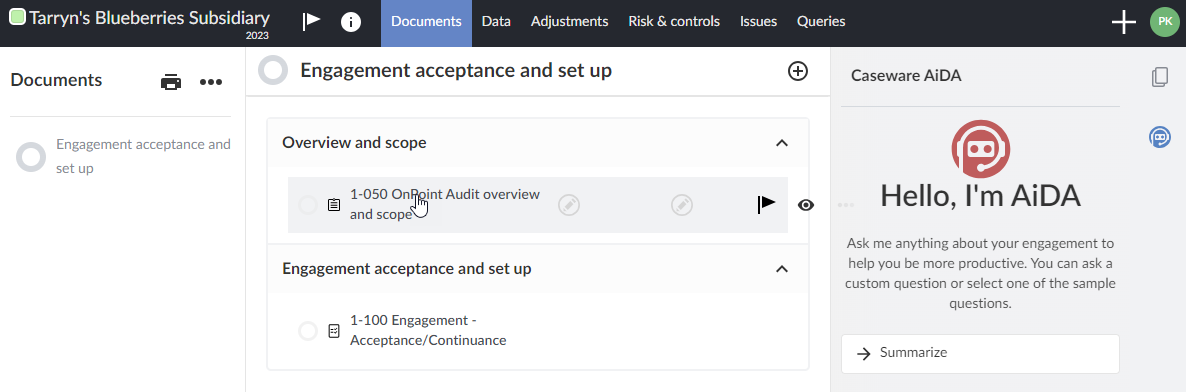 Tarryn's Blueberries Subsidiary
2023
Documents
Data
Adjustments
Risk & controls
Issues
Queries
PK
Documents
Engagement acceptance and
set up
Engagement acceptance and set up
Overview and scope
1-050 OnPoint Audit overview
and scope
Engagement acceptance and set up
1-100 Engagement -
Acceptance/Continuance
Caseware AiDA
Hello, I'm AiDA
Ask me anything about your engagement to
help you be more productive. You can ask a
custom question or select one of the sample
questions.
Summarize